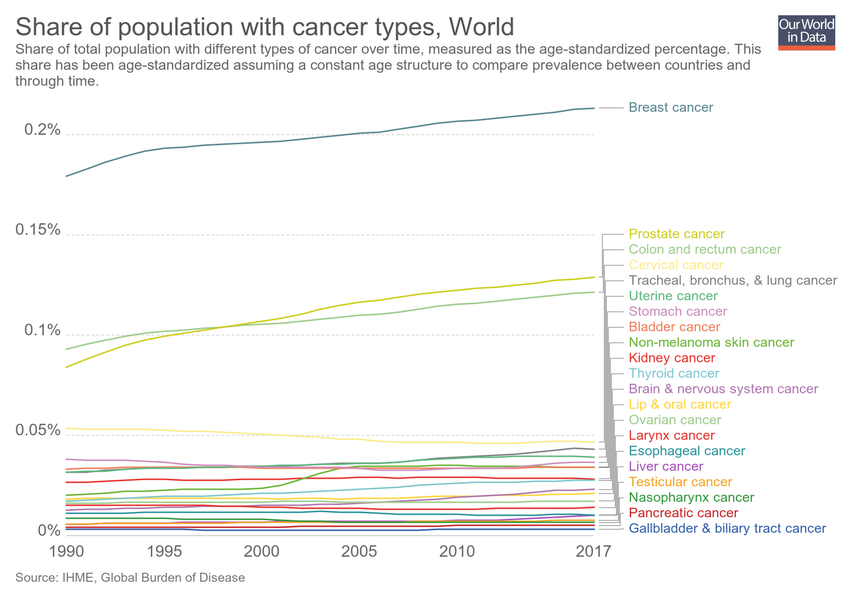 Share of population with cancer types, World
Our World
in Data
Share of total population with different types of cancer over time, measured as the age-standardized percentage. This
share has been age-standardized assuming a constant age structure to compare prevalence between countries and
through time.
Breast cancer
0.2%
0.15%
Prostate cancer
Colon and rectum cancer
Cervical cancer
Tracheal, bronchus, & lung cancer
Uterine cancer
Stomach cancer
Bladder cancer
0.1%
Non-melanoma skin cancer
Kidney cancer
Thyroid cancer
Brain & nervous system cancer
Lip & oral cancer
Ovarian cancer
0.05%
Larynx cancer
Esophageal cancer
Liver cancer
Testicular cancer
Nasopharynx cancer
Pancreatic cancer
0%
Gallbladder & biliary tract cancer
1990
1995
2000
2005
2010
2017
Source: IHME, Global Burden of Disease